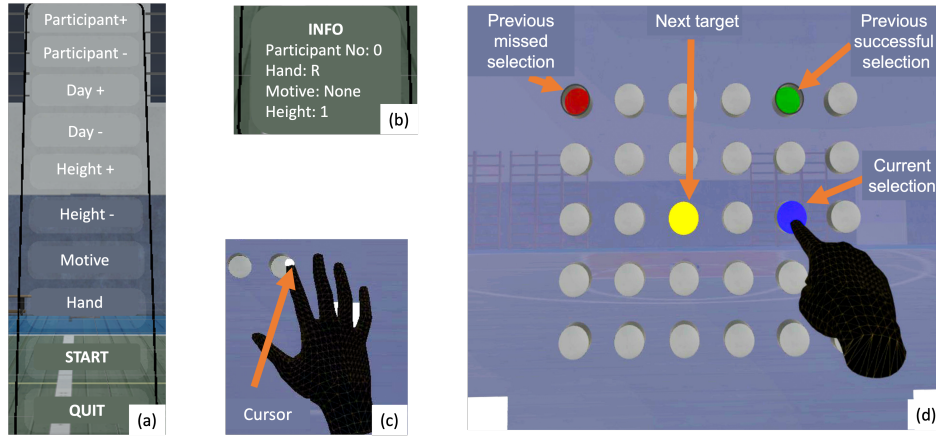 Participant+
Participant -
Day +
Day -
Height +
Height -
Motive
Hand
START
QUIT
(a)
INFO
Participant No: 0
Hand: R
Motive: None
Height: 1
(b)
Cursor
(c)
Previous
missed
selection
Next target
Previous
successful
selection
Current
selection
(d)